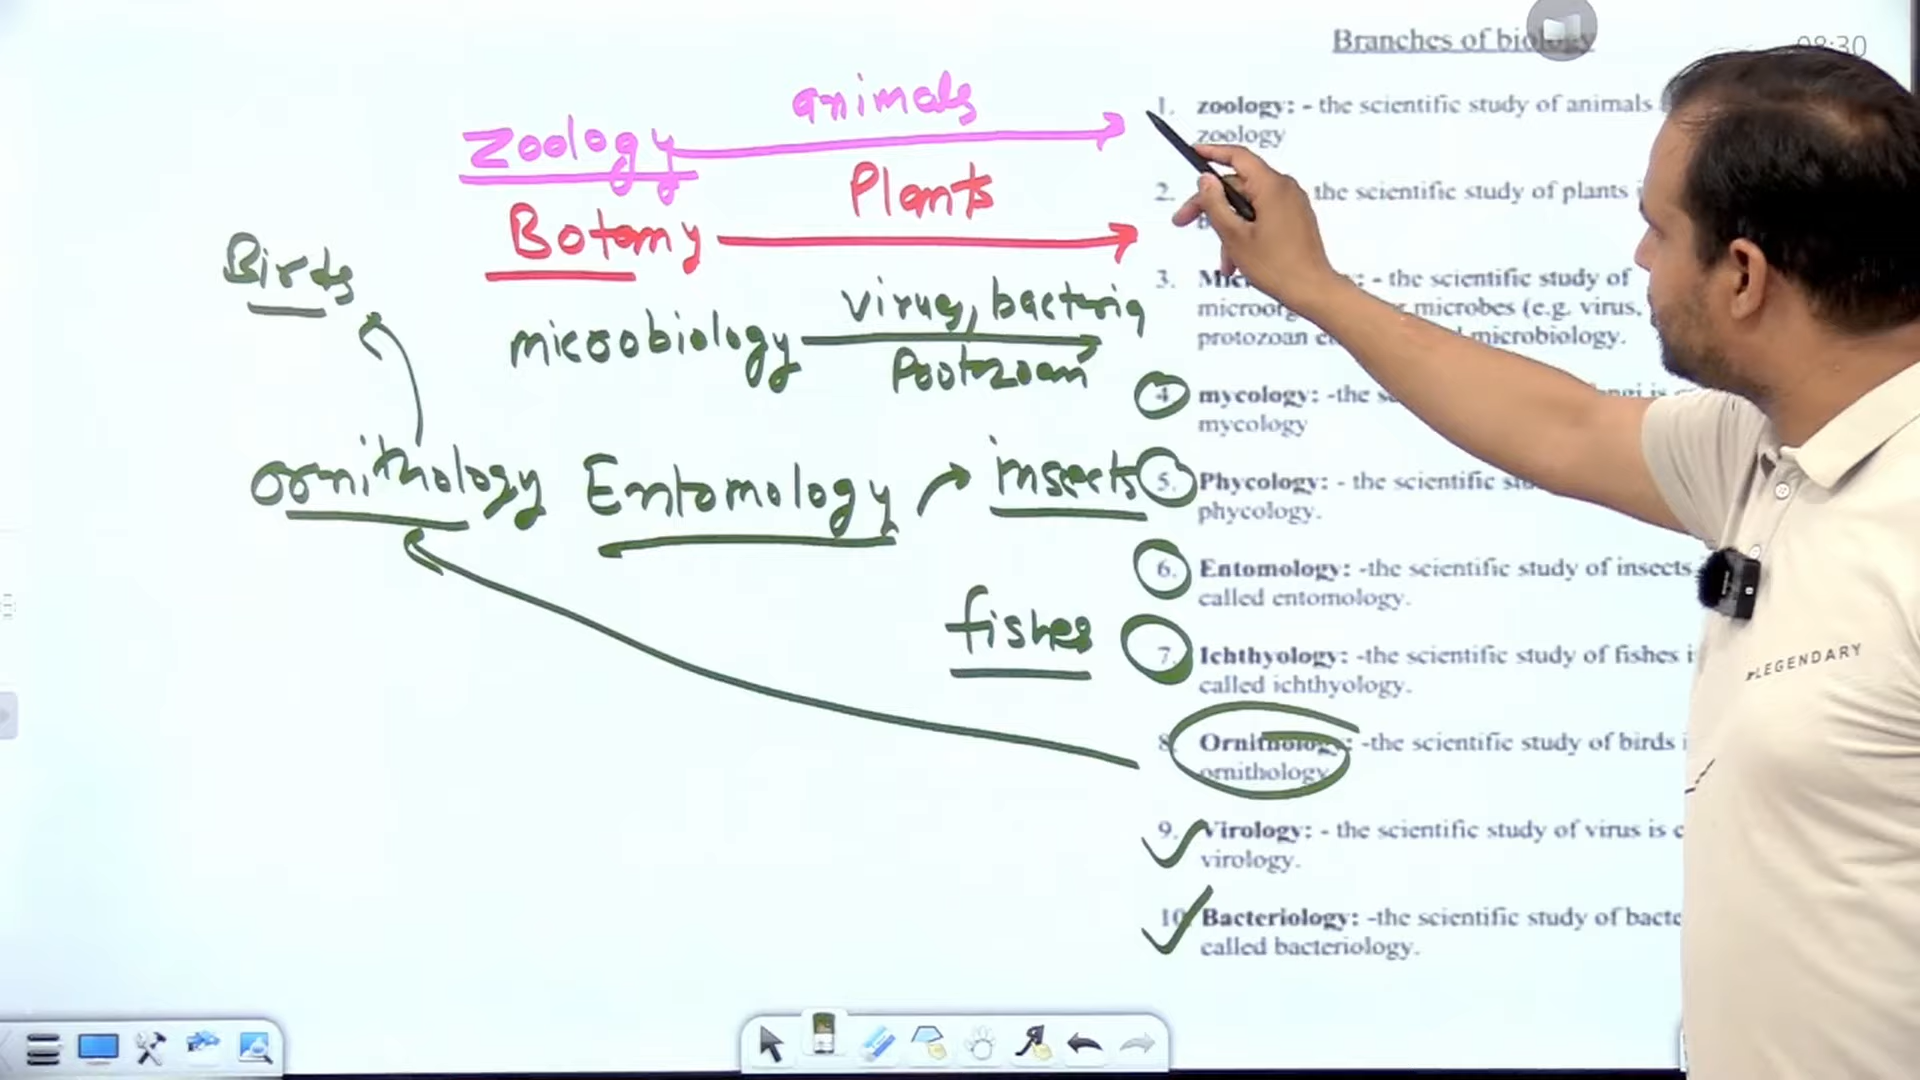 Branches of biology
08:30
animals
Zoology
Plants
Botany
Birds
virus, bacteria
microbiology
Protozoan
ornithology Entomology insects
fishes
1. zoology: - the scientific study of animals
zoology
2. the scientific study of plants
3. : - the scientific study of
microbes (e.g. virus,
protozoan microbiology.
4. mycology: -the
mycology
5. Phycology: - the scientific
phycology.
6. Entomology: -the scientific study of insects
called entomology.
7. Ichthyology: -the scientific study of fishes
called ichthyology.
8. Ornithology: -the scientific study of birds
ornithology
9. Virology: - the scientific study of virus is
virology.
10 Bacteriology: -the scientific study of
called bacteriology.
LEGENDARY